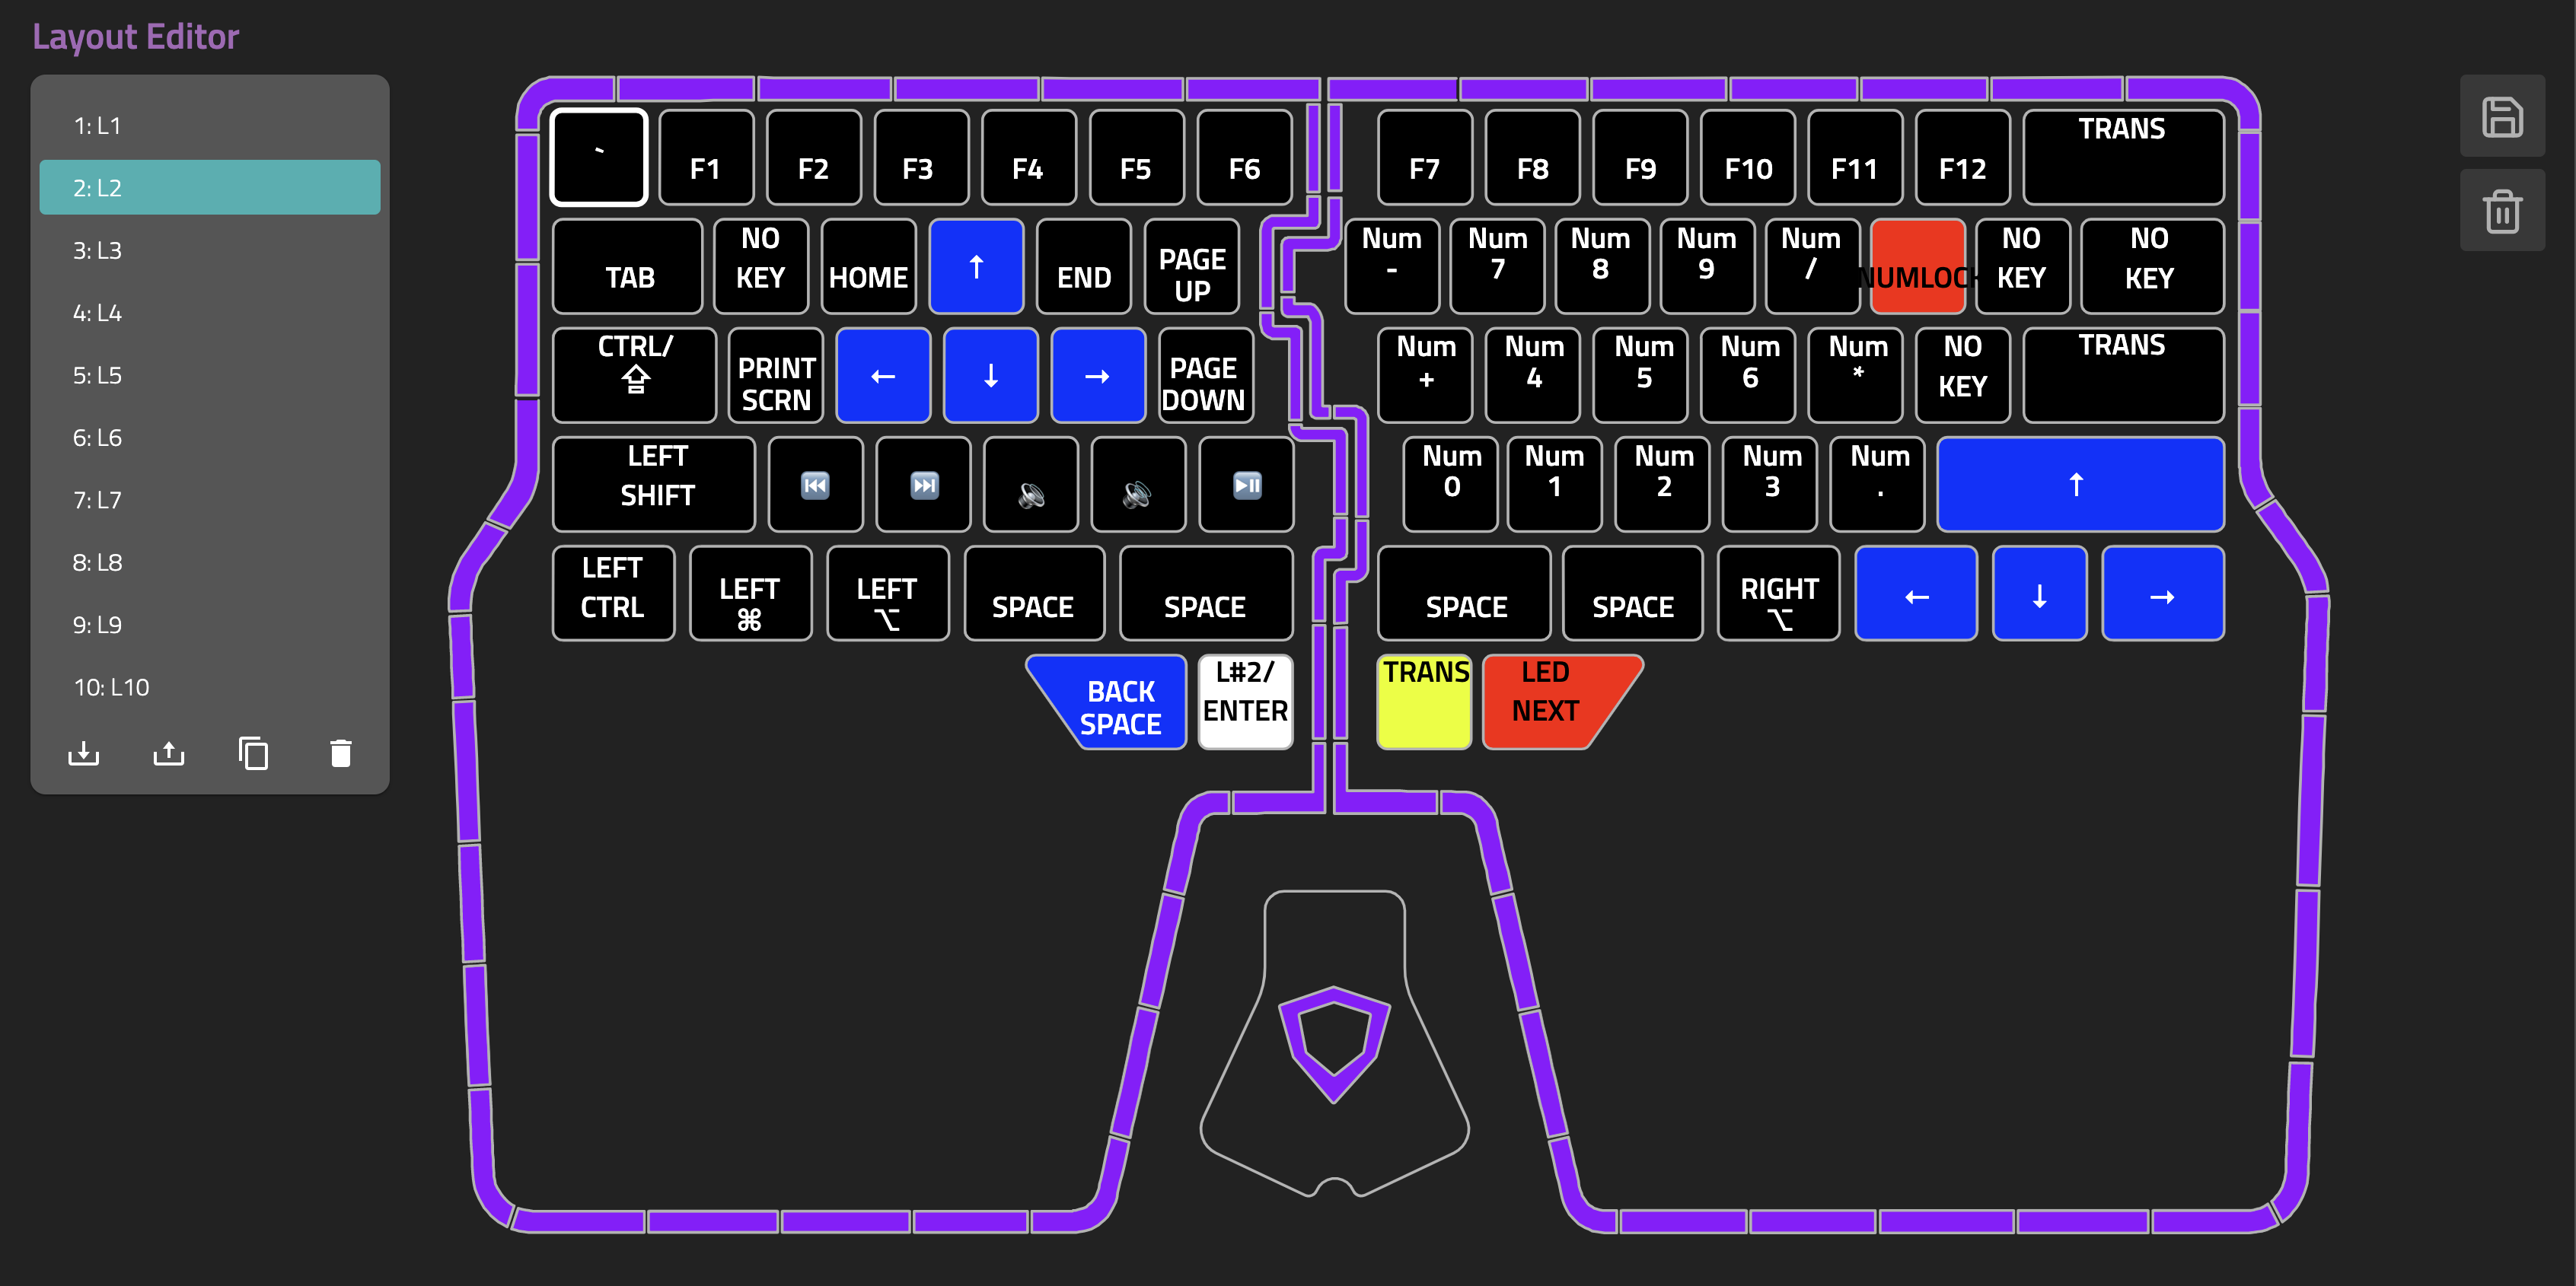 Layout Editor
1: L1
2: L2
3: L3
4: L4
5: L5
6: L6
7: L7
8: L8
9: L9
10: L10
` F1 F2 F3 F4 F5 F6
F7 F8 F9 F10 F11 F12 TRANS
TAB
NO
KEY
HOME
↑
END
PAGE
UP
Num
-
Num
7
Num
8
Num
9
Num
/
NUMLOCK
NO
KEY
NO
KEY
CTRL/
⇪
PRINT
SCRN
←
↓
→
PAGE
DOWN
Num
+
Num
4
Num
5
Num
6
Num
*
NO
KEY
TRANS
LEFT
SHIFT
⏮
⏭
🔉
🔊
⏯
Num
0
Num
1
Num
2
Num
3
Num
.
↑
LEFT
CTRL
LEFT
⌘
LEFT
⌥
SPACE
SPACE
SPACE
SPACE
RIGHT
⌥
←
↓
→
BACK
SPACE
L#2/
ENTER
TRANS
LED
NEXT